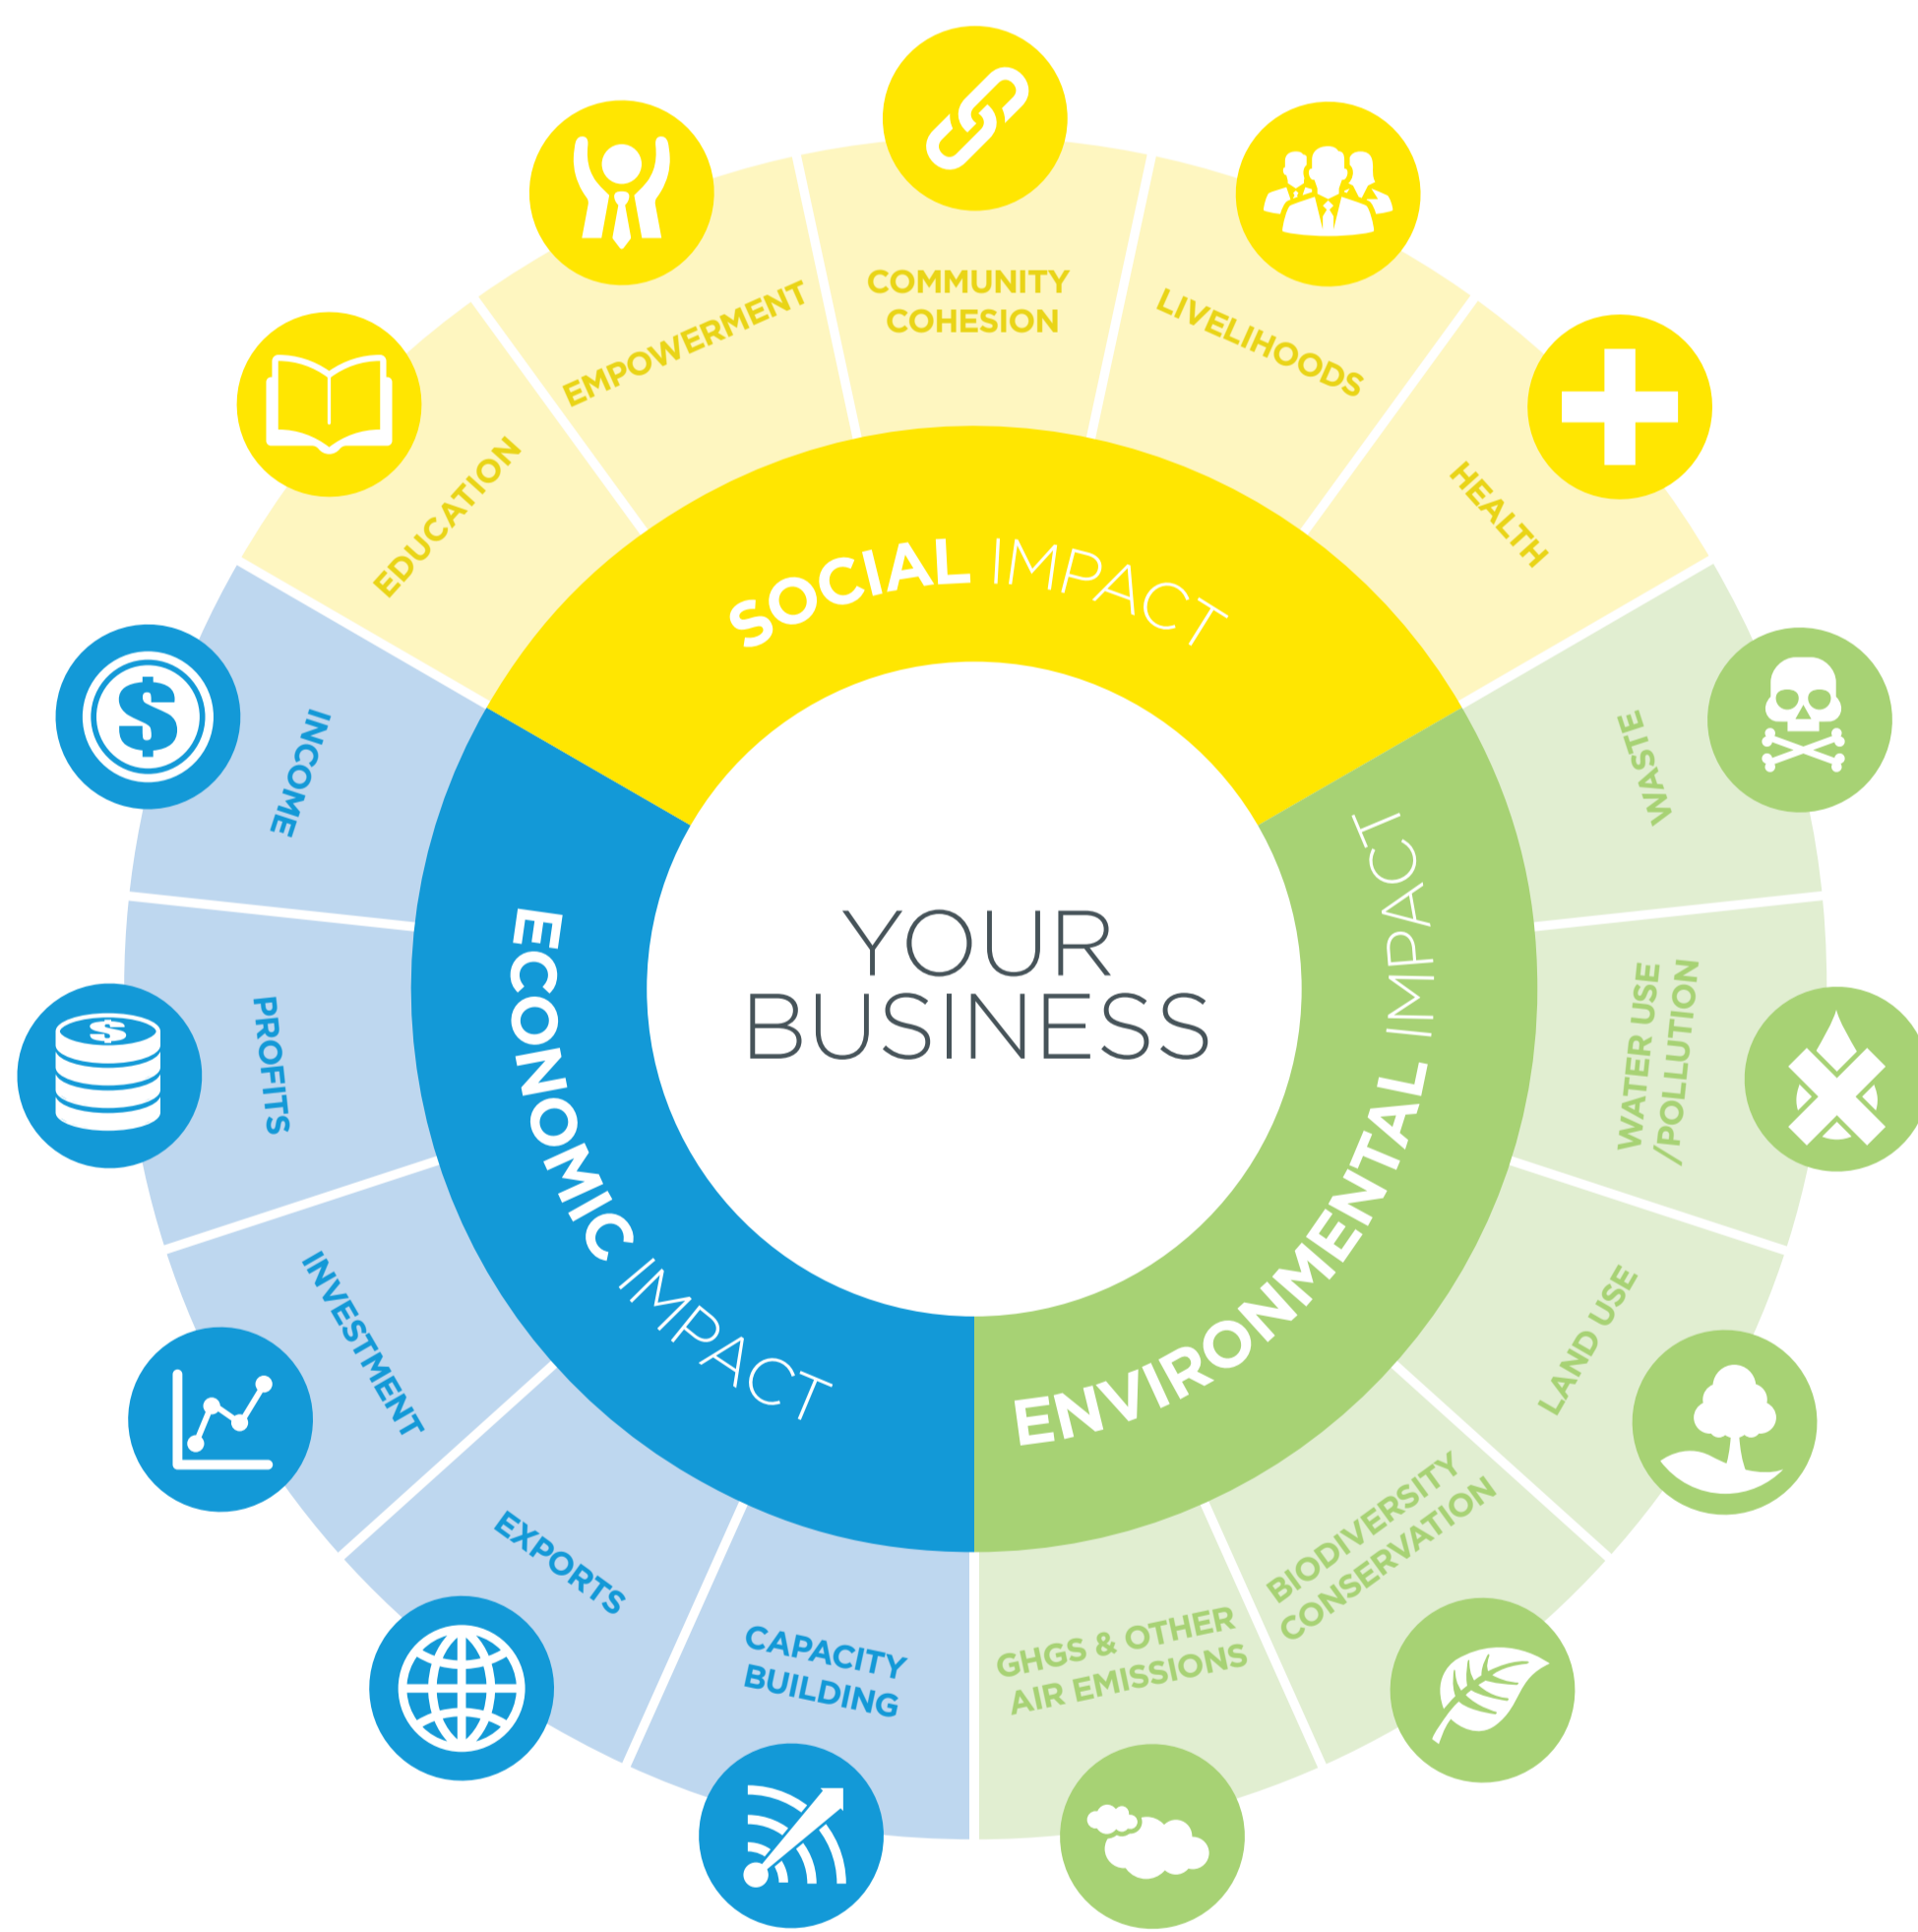 YOUR
BUSINESS
SOCIAL IMPACT
EDUCATION
EMPOWERMENT
COMMUNITY
COHESION
LIVELIHOODS
HEALTH
ENVIRONMENTAL IMPACT
WASTE
WATER USE
/POLLUTION
LAND USE
BIODIVERSITY
CONSERVATION
GHGS & OTHER
AIR EMISSIONS
ECONOMIC IMPACT
INCOME
PROFITS
INVESTMENT
EXPORTS
CAPACITY
BUILDING
$
$